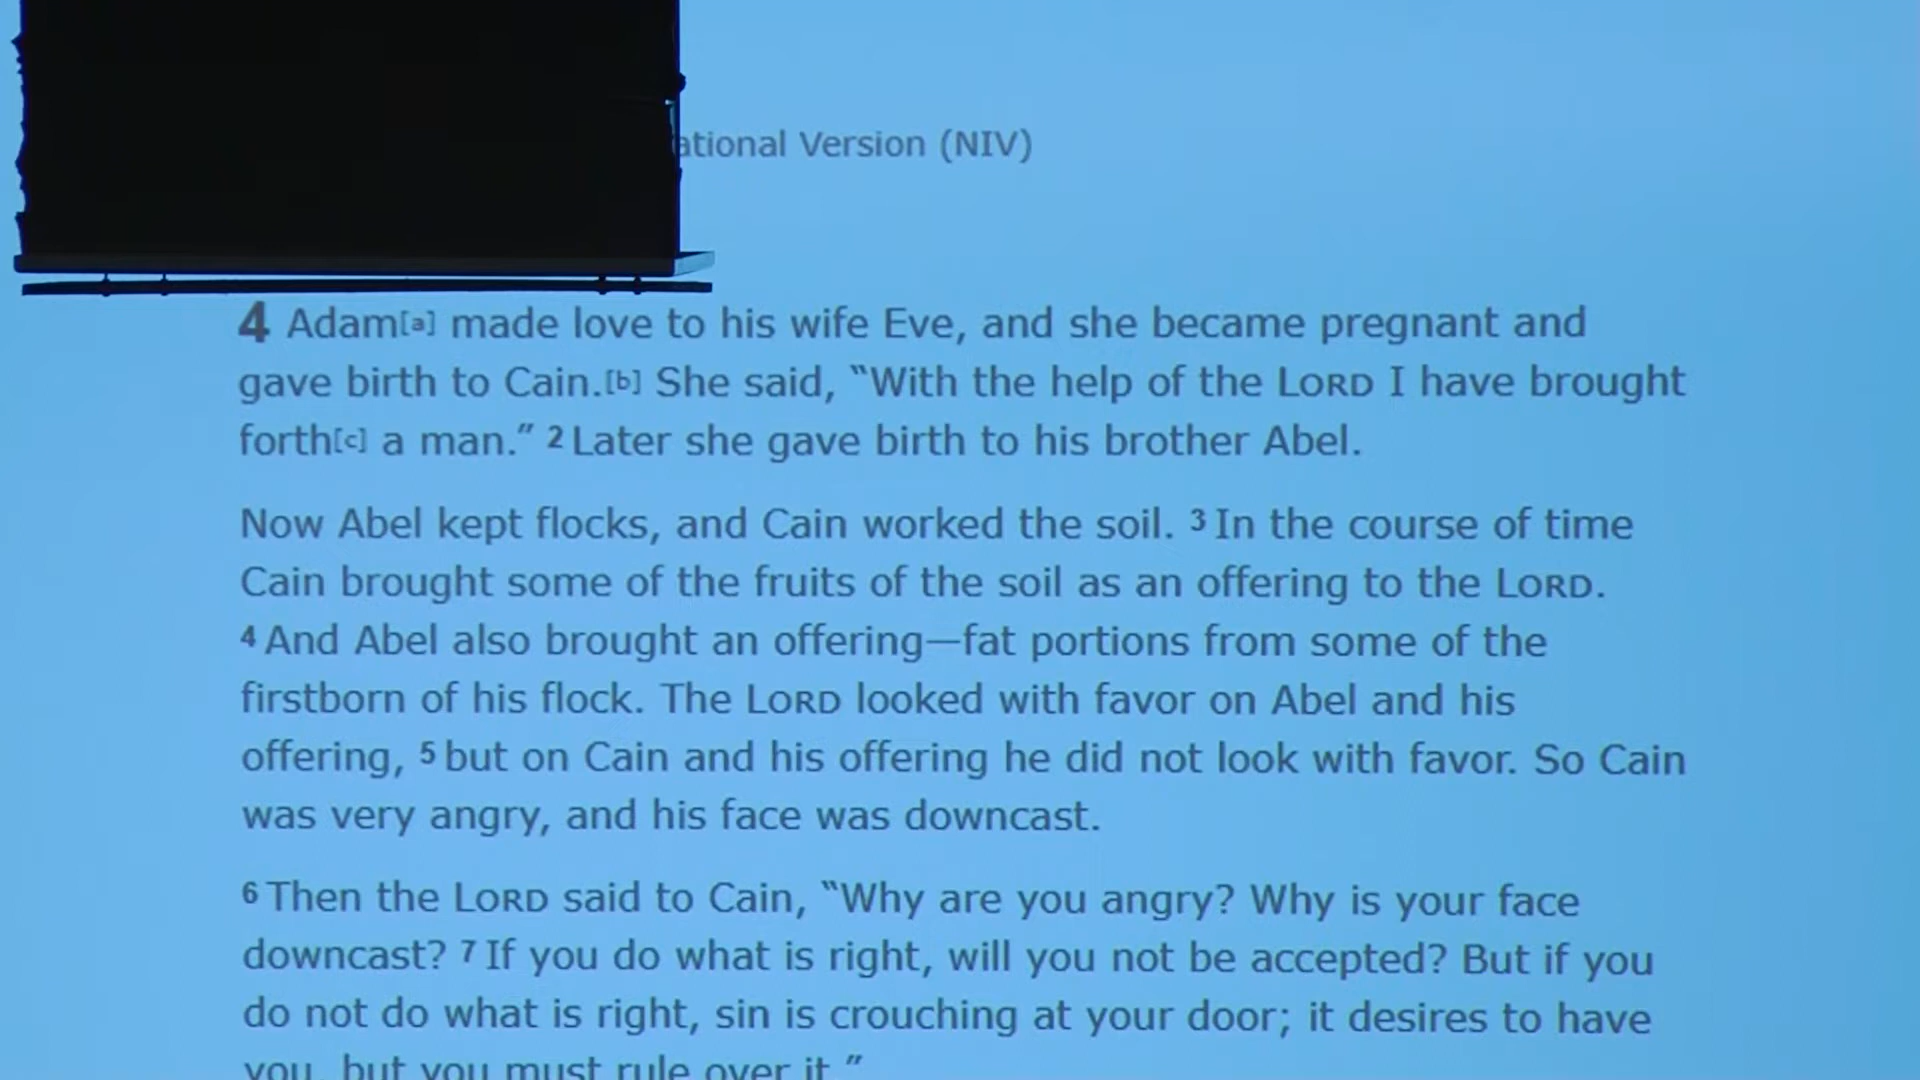 ational Version (NIV)
4 Adam[a] made love to his wife Eve, and she became pregnant and
gave birth to Cain.[b] She said, “With the help of the LORD I have brought
forth[c] a man.” 2 Later she gave birth to his brother Abel.
Now Abel kept flocks, and Cain worked the soil. 3 In the course of time
Cain brought some of the fruits of the soil as an offering to the LORD.
4 And Abel also brought an offering—fat portions from some of the
firstborn of his flock. The LORD looked with favor on Abel and his
offering, 5 but on Cain and his offering he did not look with favor. So Cain
was very angry, and his face was downcast.
6 Then the LORD said to Cain, “Why are you angry? Why is your face
downcast? 7 If you do what is right, will you not be accepted? But if you
do not do what is right, sin is crouching at your door; it desires to have
you, but you must rule over it.”